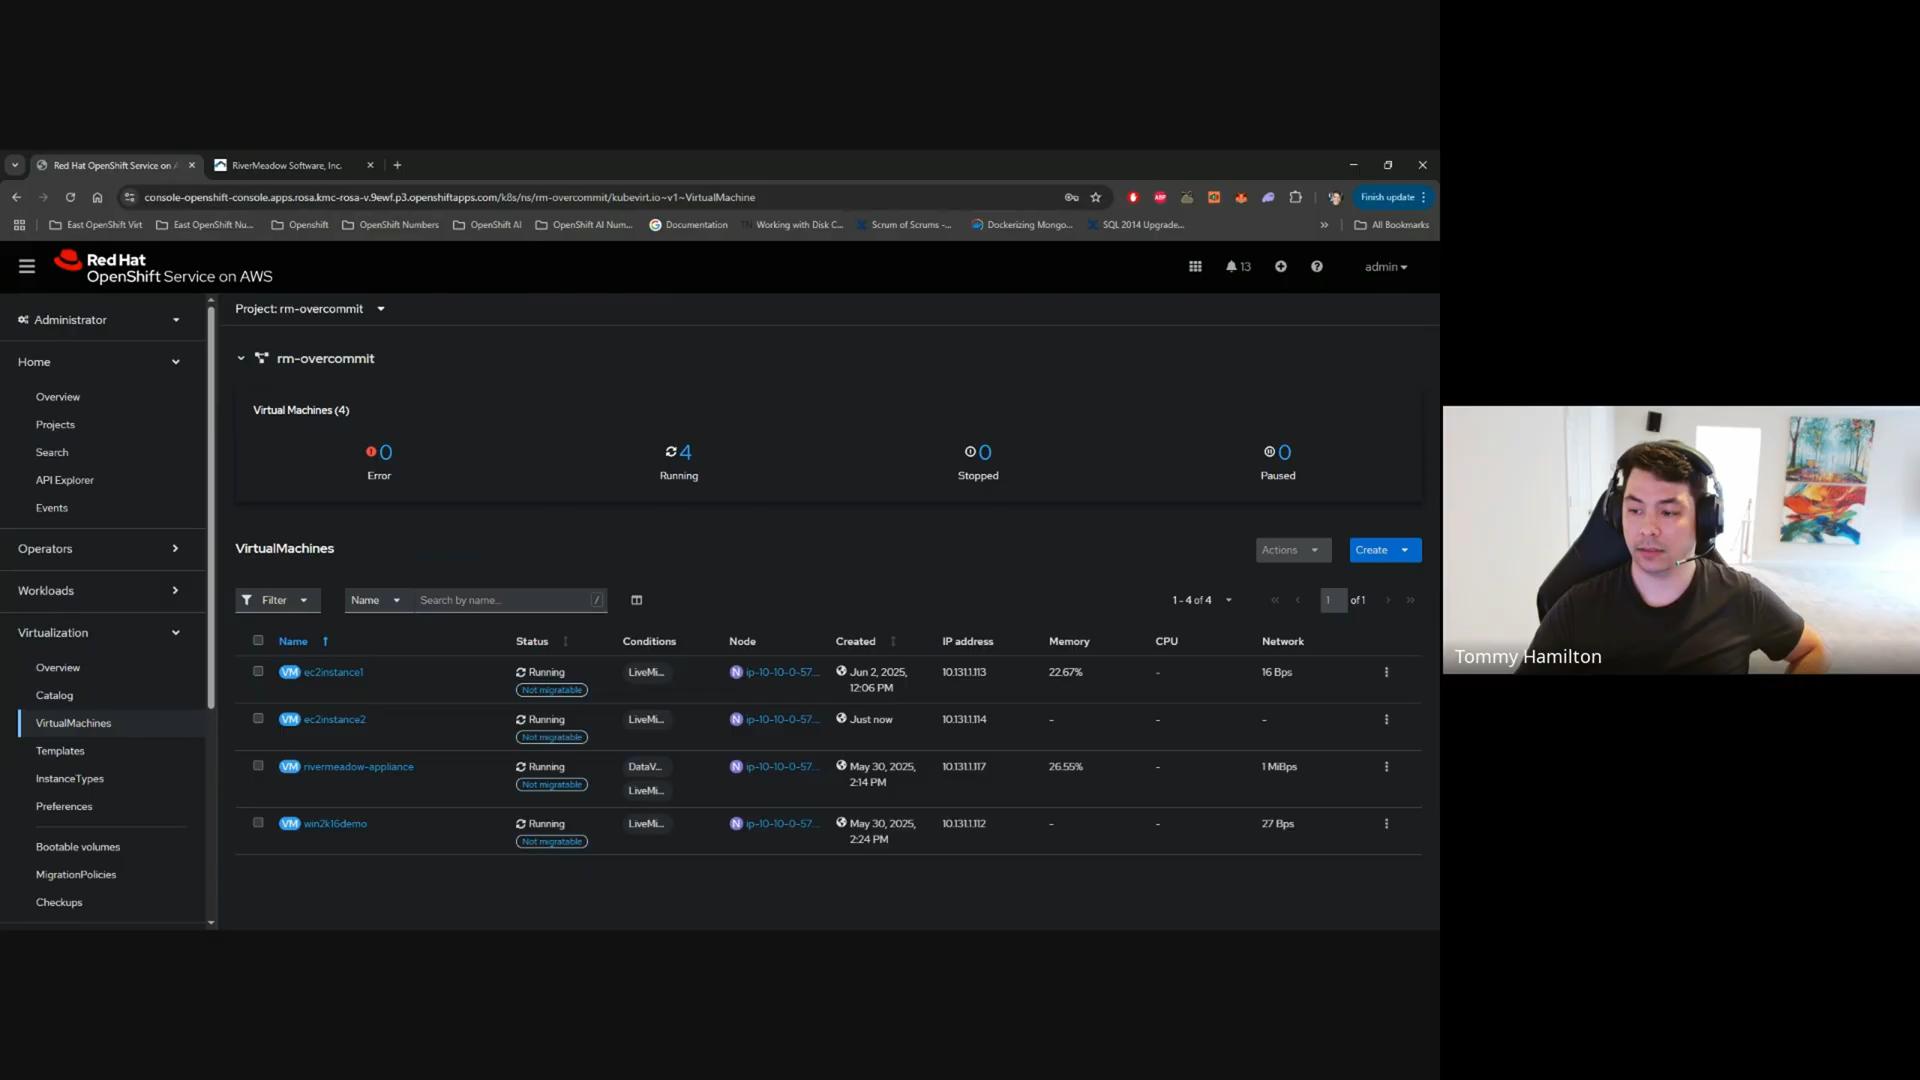 Red Hat OpenShift Service on A
RiverMeadow Software, Inc.
console-openshift-console.apps.rosa.kmc-rosa-v.9ewf.p3.openshiftapps.com/k8s/ns/rm-overcommit/kubevirt.io~v1~VirtualMachine
Finish update
East OpenShift Virt
East OpenShift Nu...
Openshift
OpenShift Numbers
OpenShift AI
OpenShift AI Num...
Documentation
Working with Disk C...
Scrum of Scrums -...
Dockerizing Mongo...
SQL 2014 Upgrade...
All Bookmarks
Red Hat
OpenShift Service on AWS
13
admin
Administrator
Home
Overview
Projects
Search
API Explorer
Events
Operators
Workloads
Virtualization
Overview
Catalog
VirtualMachines
Templates
InstanceTypes
Preferences
Bootable volumes
MigrationPolicies
Checkups
Project: rm-overcommit
rm-overcommit
Virtual Machines (4)
0 Error
4 Running
0 Stopped
0 Paused
VirtualMachines
Actions
Create
Filter
Name
Search by name...
/
1 - 4 of 4
1 of 1
Name Status Conditions Node Created IP address Memory CPU Network
VM ec2instance1 Running LiveMi... N ip-10-10-0-57... Jun 2, 2025, 10.131.1.113 22.67% - 16 Bps
Not migratable 12:06 PM
VM ec2instance2 Running LiveMi... N ip-10-10-0-57... Just now 10.131.1.114 - - -
Not migratable
VM rivermeadow-appliance Running DataV... N ip-10-10-0-57... May 30, 2025, 10.131.1.117 26.55% - 1 MiBps
Not migratable LiveMi... 2:14 PM
VM win2k16demo Running LiveMi... N ip-10-10-0-57... May 30, 2025, 10.131.1.112 - - 27 Bps
Not migratable 2:24 PM
Tommy Hamilton